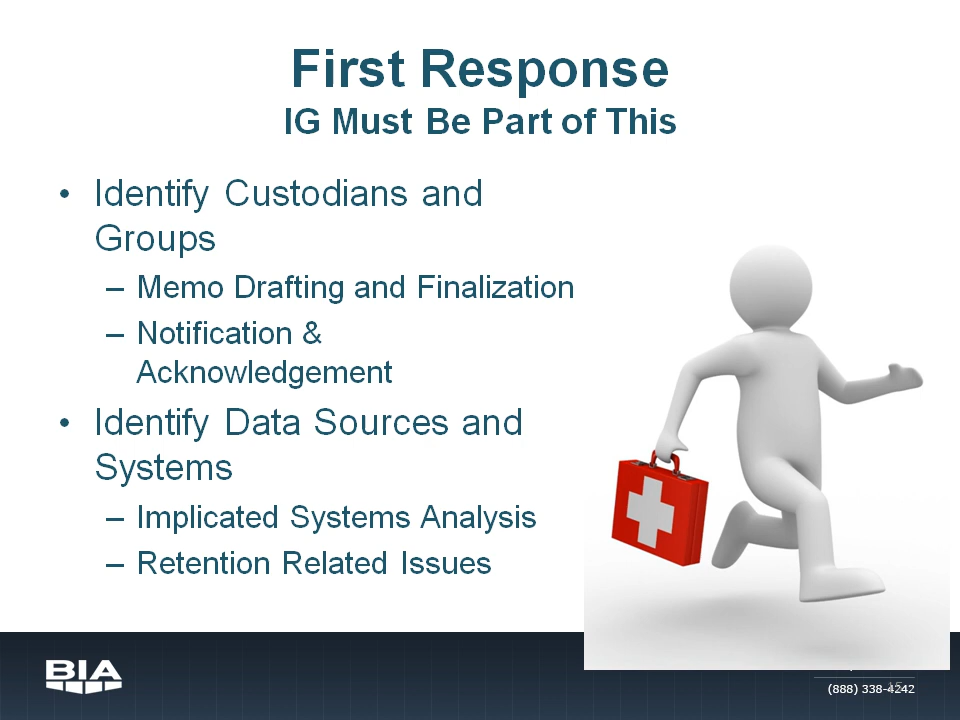 First Response
IG Must Be Part of This
• Identify Custodians and
Groups
– Memo Drafting and Finalization
– Notification &
Acknowledgement
• Identify Data Sources and
Systems
– Implicated Systems Analysis
– Retention Related Issues
BIA
(888) 338-4242
15